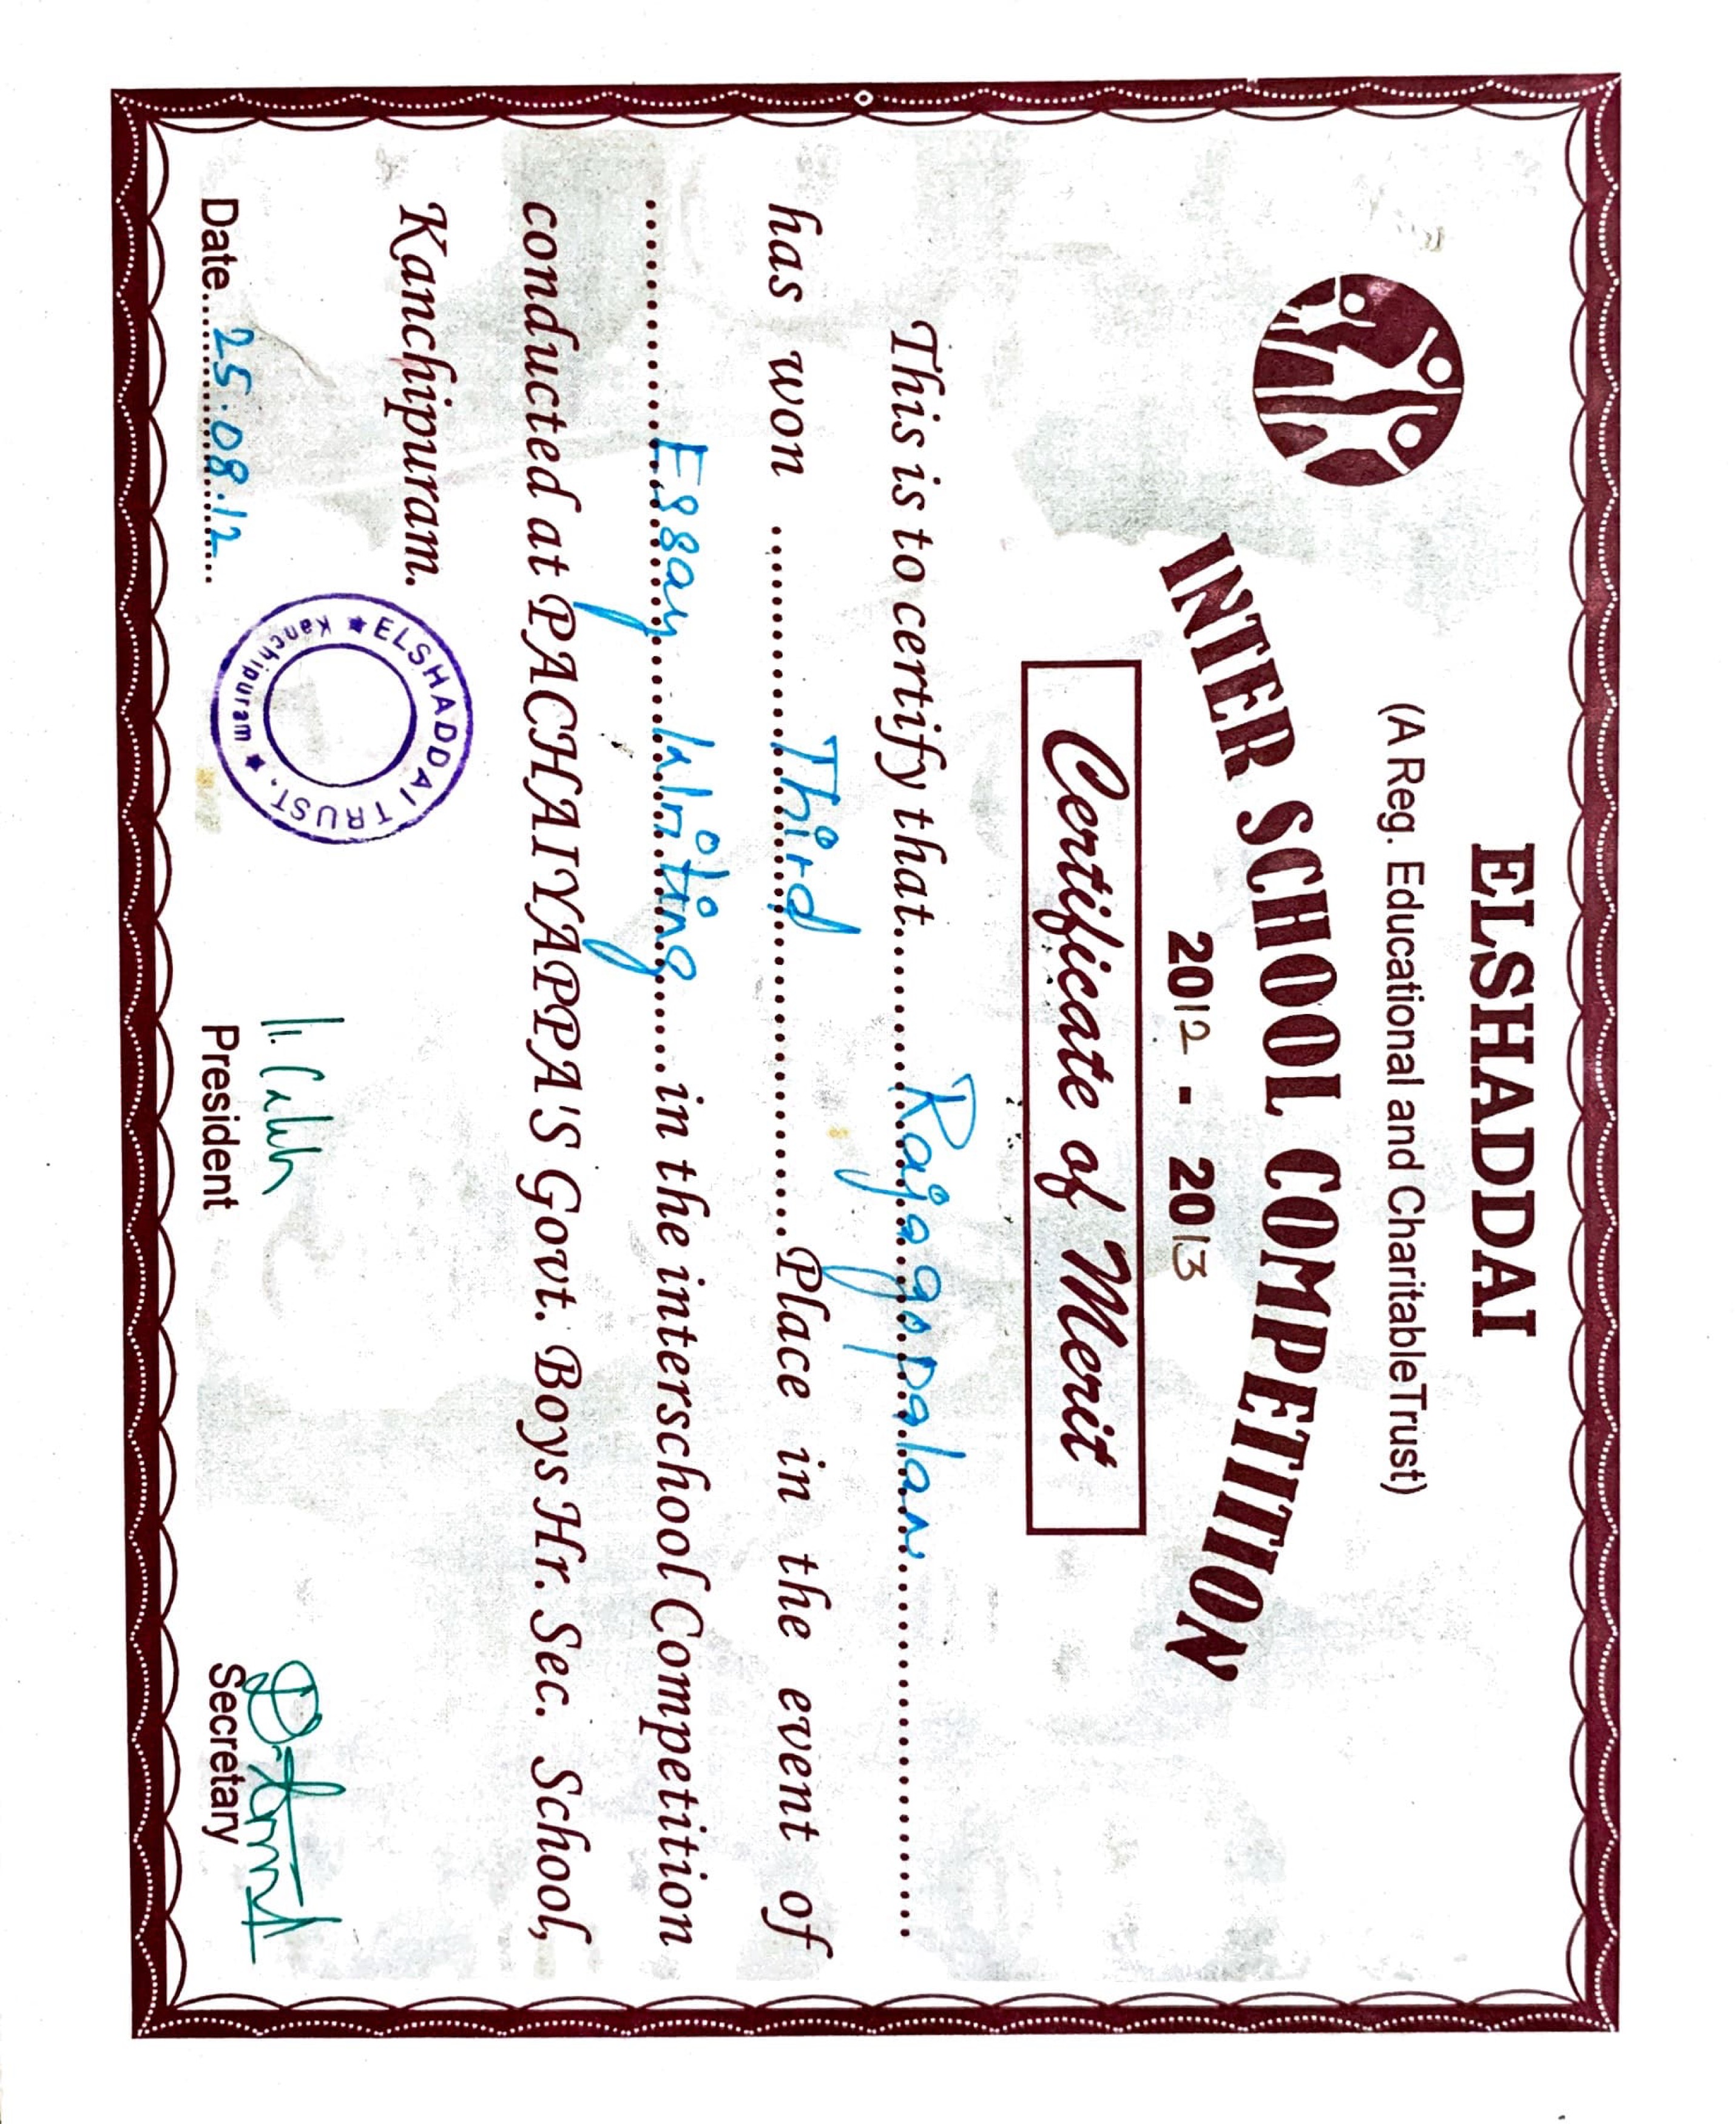 ELSHADDAI
(A Reg. Educational and CharitableTrust)
INTER SCHOOL COMPETITION
2012 - 2013
Certificate of Merit
This is to certify that........Rajagopalan........
has won ........Third........Place in the event of
........Essay Writing........in the interschool Competition
conducted at PACHAIYAPPA'S Govt. Boys Hr. Sec. School,
Kanchipuram.
★ELSHADDAI TRUST.★
Kanchipuram
Date..25.08.12..
President
Secretary